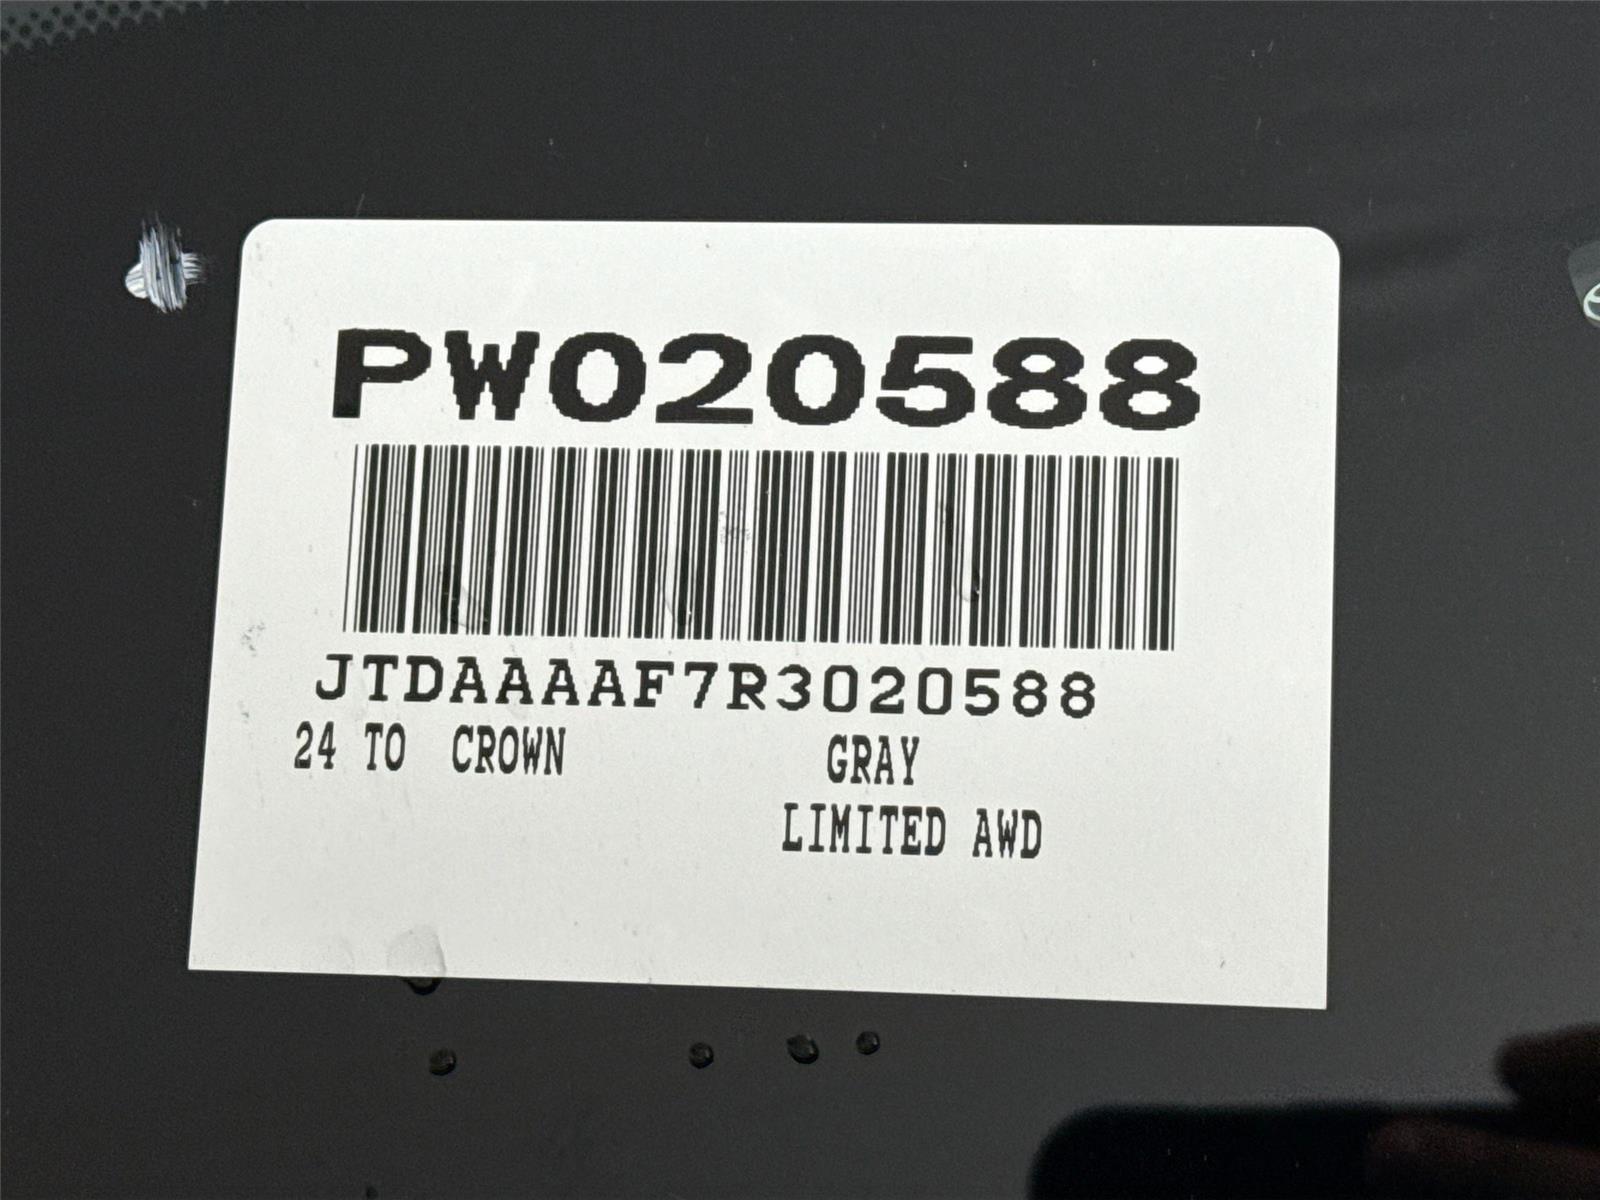 PW020588
JTDAAAAF7R3020588
24 TO CROWN GRAY
LIMITED AWD